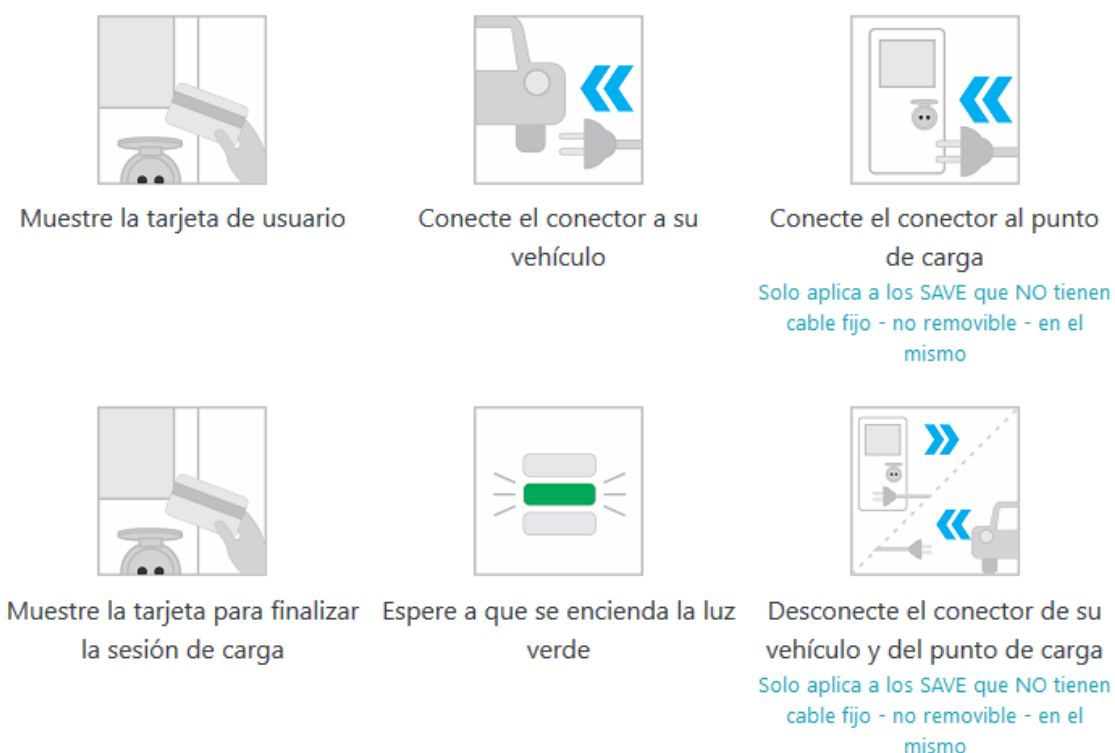 Muestre la tarjeta de usuario
Conecte el conector a su
vehículo
Conecte el conector al punto
de carga
Solo aplica a los SAVE que NO tienen
cable fijo - no removible - en el
mismo
Muestre la tarjeta para finalizar
la sesión de carga
Espere a que se encienda la luz
verde
Desconecte el conector de su
vehículo y del punto de carga
Solo aplica a los SAVE que NO tienen
cable fijo - no removible - en el
mismo